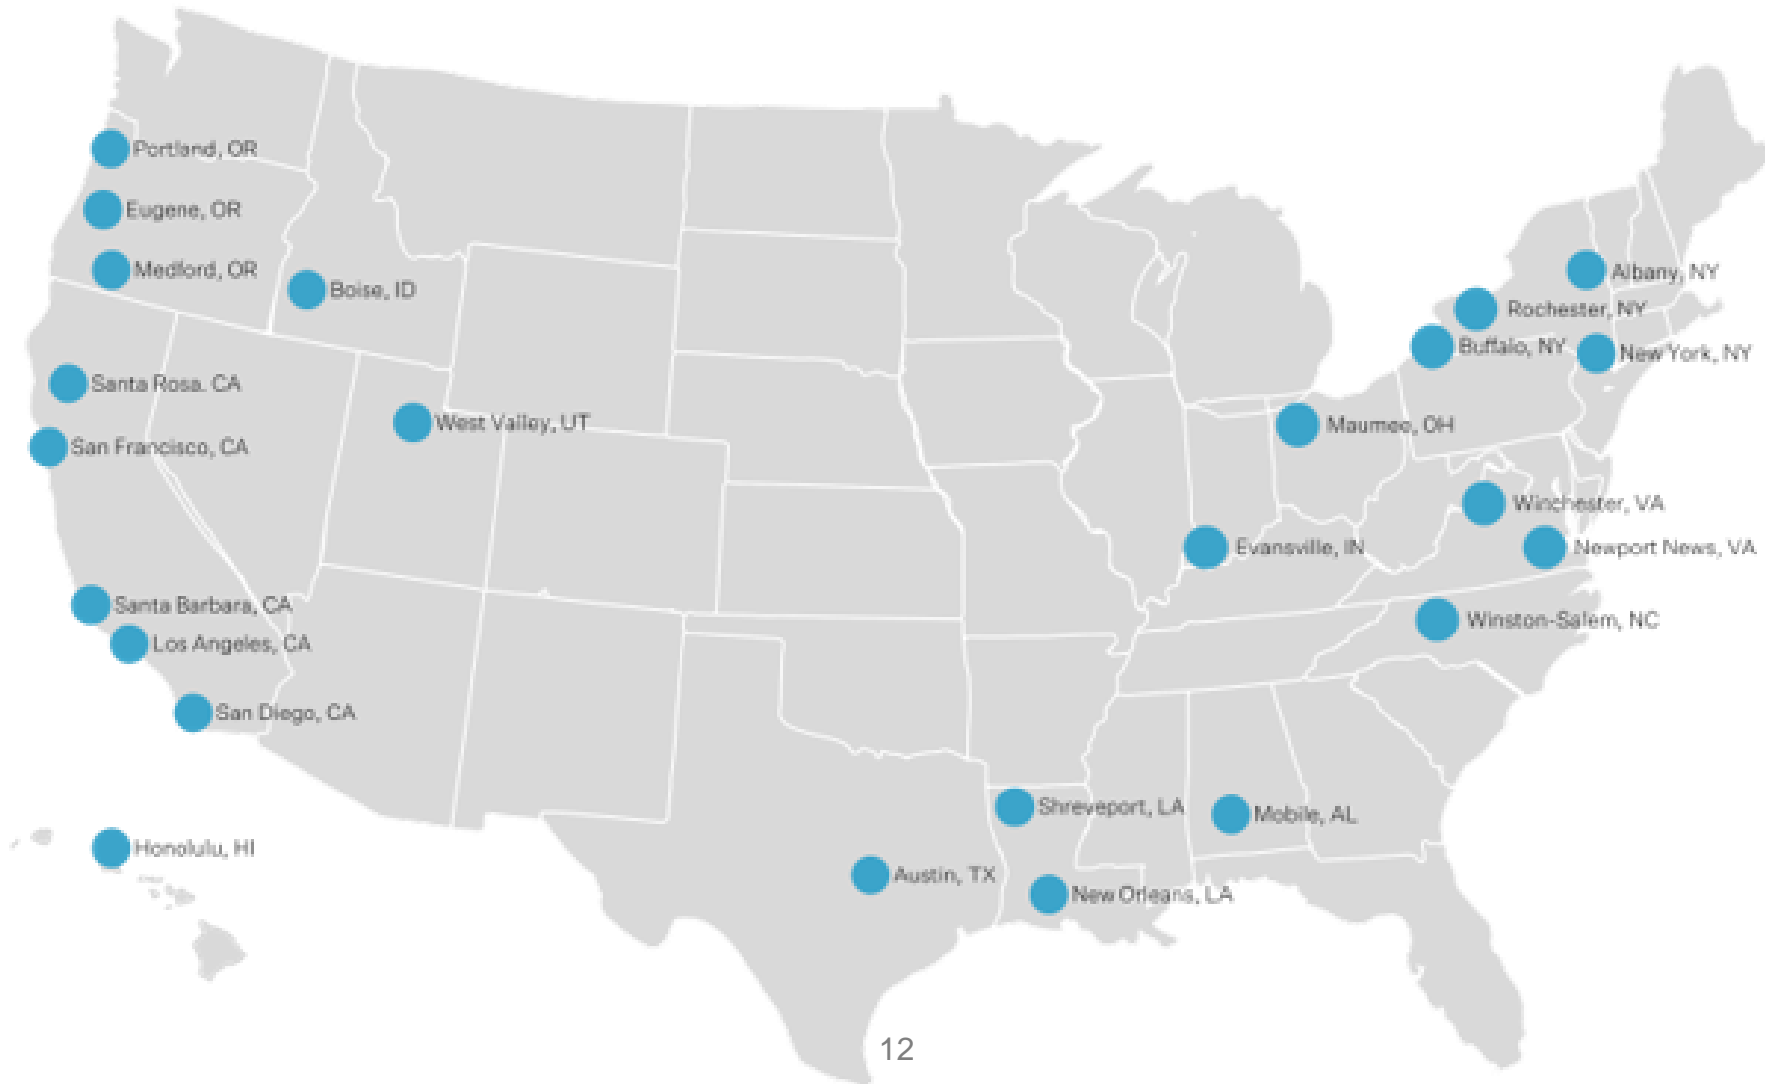 Portland, OR
Eugene, OR
Medford, OR
Boise, ID
Santa Rosa. CA
San Francisco, CA
West Valley, UT
Santa Barbara, CA
Los Angeles, CA
San Diego, CA
Honolulu, HI
Austin, TX
Shreveport, LA
New Orleans, LA
Mobile, AL
Evansville, IN
Maumee, OH
Albany, NY
Rochester, NY
Buffalo, NY
New York, NY
Winchester, VA
Newport News, VA
Winston-Salem, NC
12